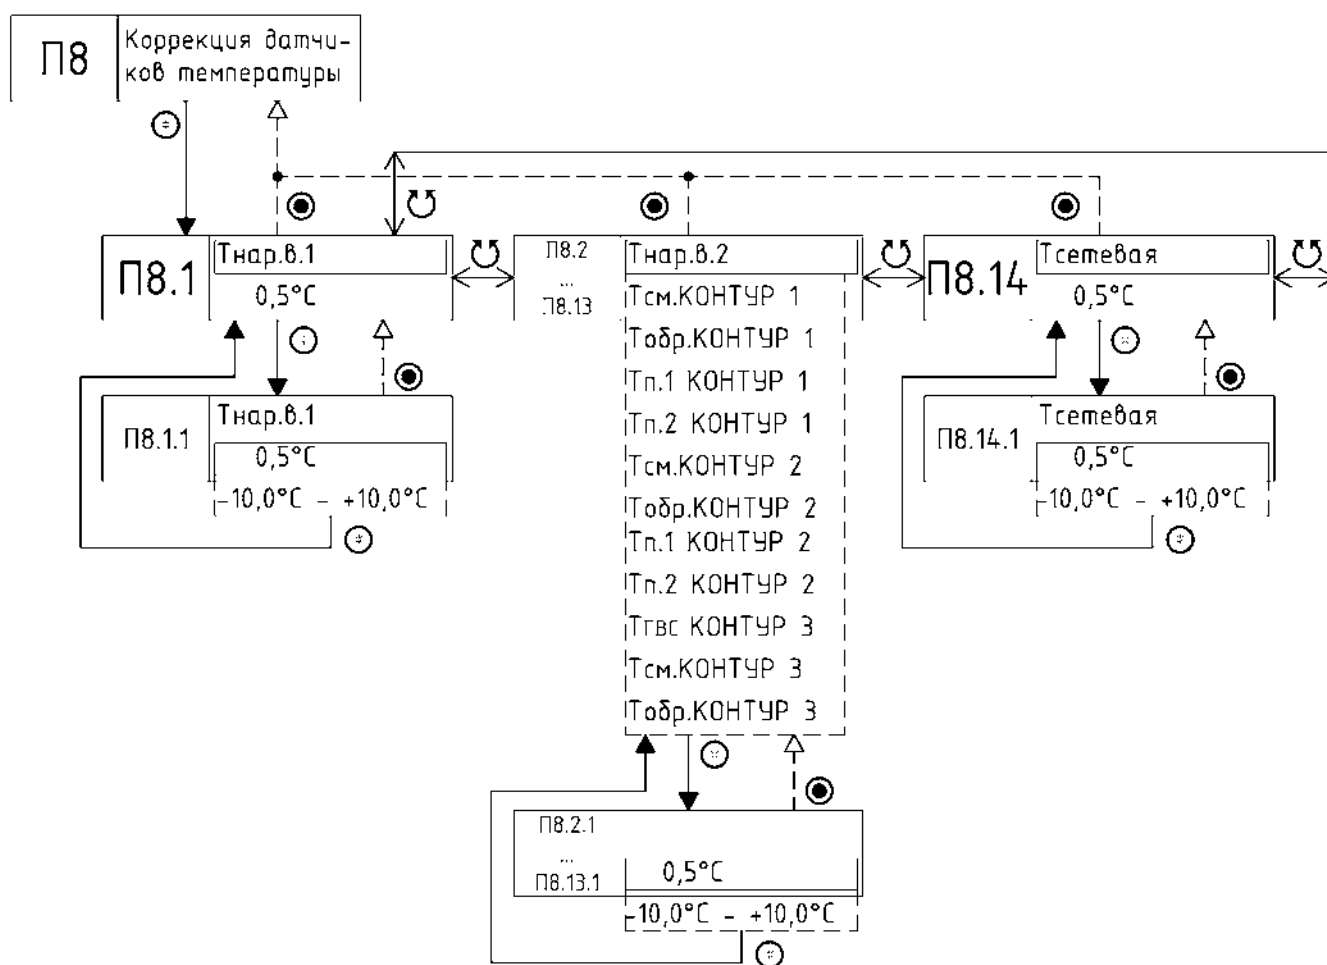 П8
Коррекция датчи-
ков температуры
П8.1
Тнар.в.1
0,5°С
П8.2
...
П8.13
Тнар.в.2
Тсм.КОНТУР 1
Тобр.КОНТУР 1
Тп.1 КОНТУР 1
Тп.2 КОНТУР 1
Тсм.КОНТУР 2
Тобр.КОНТУР 2
Тп.1 КОНТУР 2
Тп.2 КОНТУР 2
Тгвс КОНТУР 3
Тсм.КОНТУР 3
Тобр.КОНТУР 3
П8.14
Тсетевая
0,5°С
П8.1.1
Тнар.в.1
0,5°С
-10,0°С - +10,0°С
П8.14.1
Тсетевая
0,5°С
-10,0°С - +10,0°С
П8.2.1
...
П8.13.1
0,5°С
-10,0°С - +10,0°С